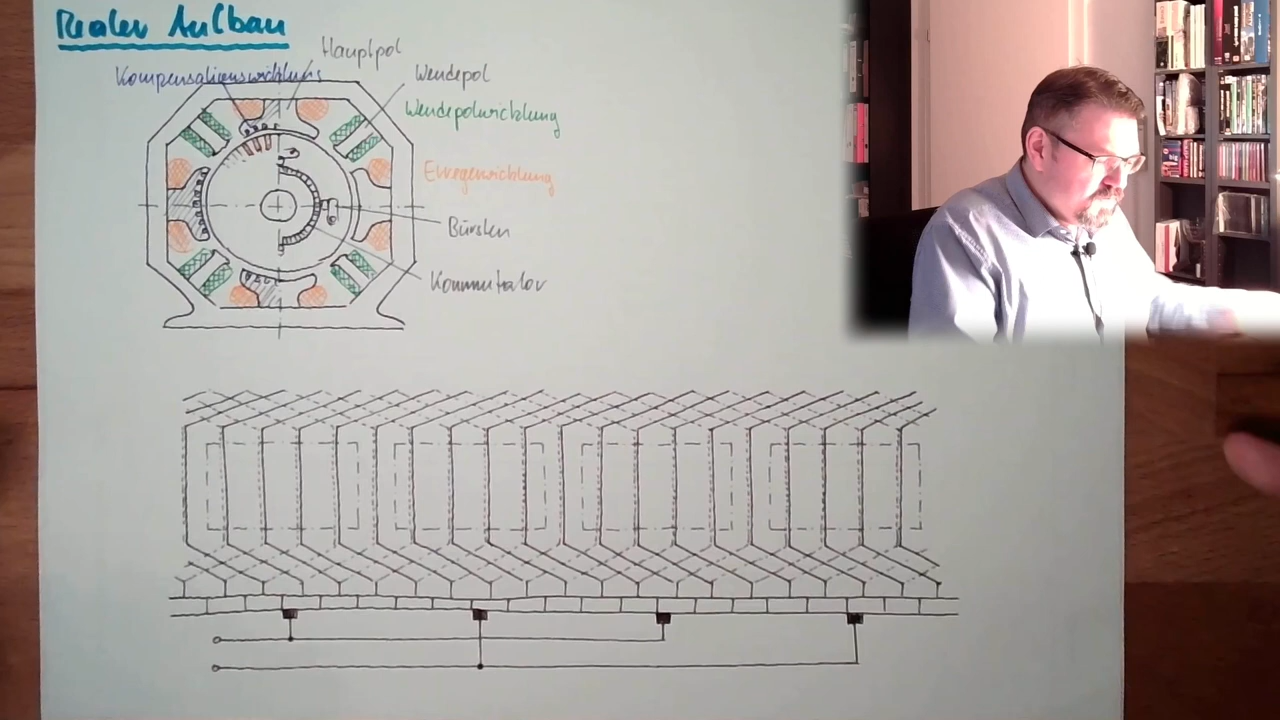 Realer Aufbau
Hauptpol
Kompensationswicklung
Wendepol
Wendepolwicklung
Erregerwicklung
Bürsten
Kommutator